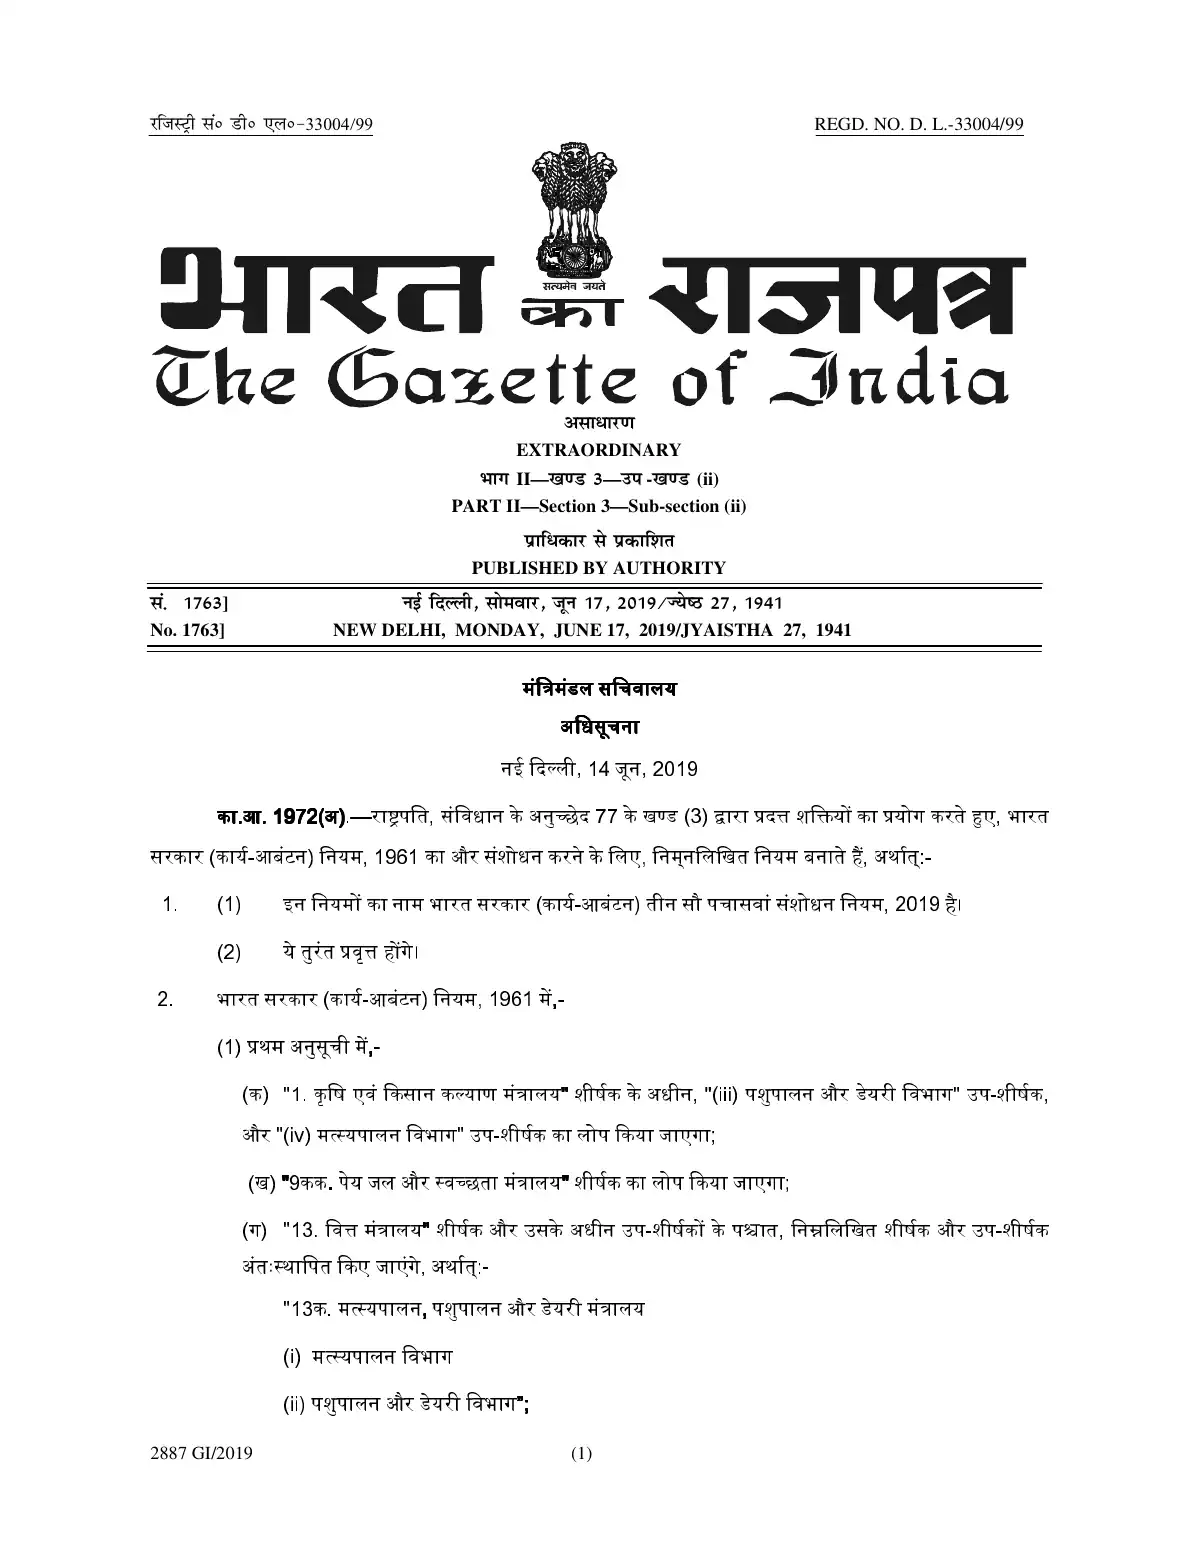 रजिस्ट्री सं० डी० एल०-33004/99
REGD. NO. D. L.-33004/99
सत्यमेव जयते
भारत का राजपत्र
The Gazette of India
असाधारण
EXTRAORDINARY
भाग II—खण्ड 3—उप -खण्ड (ii)
PART II—Section 3—Sub-section (ii)
प्राधिकार से प्रकाशित
PUBLISHED BY AUTHORITY
सं. 1763] नई दिल्ली, सोमवार, जून 17, 2019/ज्येष्ठ 27, 1941
No. 1763] NEW DELHI, MONDAY, JUNE 17, 2019/JYAISTHA 27, 1941
मंत्रिमंडल सचिवालय
अधिसूचना
नई दिल्ली, 14 जून, 2019
का.आ. 1972(अ).—राष्ट्रपति, संविधान के अनुच्छेद 77 के खण्ड (3) द्वारा प्रदत्त शक्तियों का प्रयोग करते हुए, भारत
सरकार (कार्य-आबंटन) नियम, 1961 का और संशोधन करने के लिए, निम्नलिखित नियम बनाते हैं, अर्थात्:-
1. (1) इन नियमों का नाम भारत सरकार (कार्य-आबंटन) तीन सौ पचासवां संशोधन नियम, 2019 है।
(2) ये तुरंत प्रवृत्त होंगे।
2. भारत सरकार (कार्य-आबंटन) नियम, 1961 में,-
(1) प्रथम अनुसूची में,-
(क) "1. कृषि एवं किसान कल्याण मंत्रालय" शीर्षक के अधीन, "(iii) पशुपालन और डेयरी विभाग" उप-शीर्षक,
और "(iv) मत्स्यपालन विभाग" उप-शीर्षक का लोप किया जाएगा;
(ख) "9कक. पेय जल और स्वच्छता मंत्रालय" शीर्षक का लोप किया जाएगा;
(ग) "13. वित्त मंत्रालय" शीर्षक और उसके अधीन उप-शीर्षकों के पश्चात, निम्नलिखित शीर्षक और उप-शीर्षक
अंतःस्थापित किए जाएंगे, अर्थात्:-
"13क. मत्स्यपालन, पशुपालन और डेयरी मंत्रालय
(i) मत्स्यपालन विभाग
(ii) पशुपालन और डेयरी विभाग";
2887 GI/2019 (1)